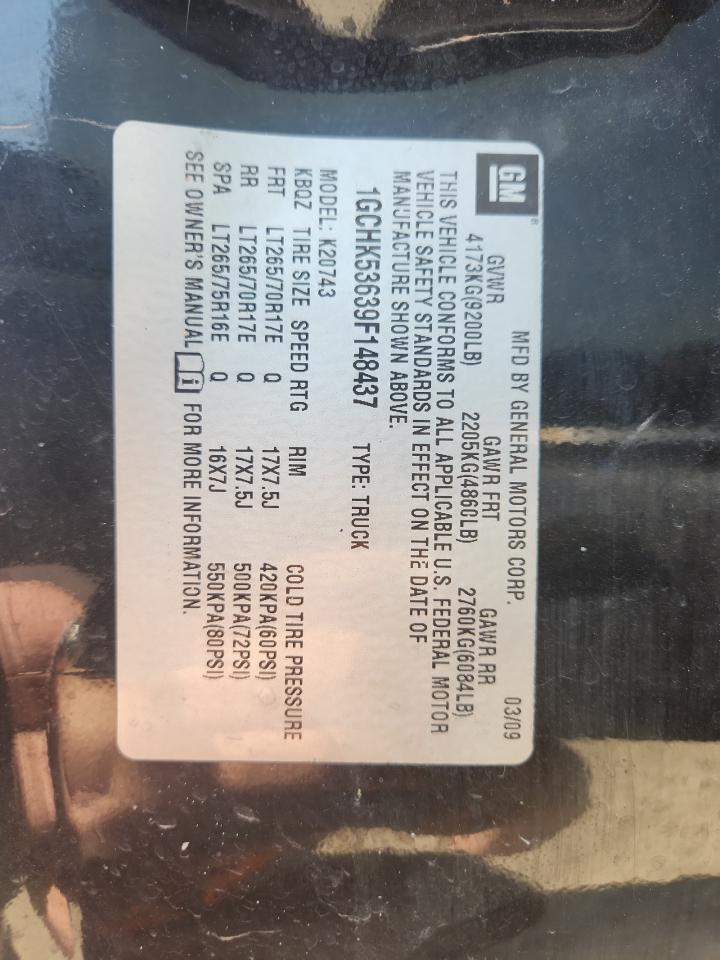 GM®
MFD BY GENERAL MOTORS CORP. 03/09
GVWR GAWR FRT GAWR RR
4173KG(9200LB) 2205KG(4860LB) 2760KG(6084LB)
THIS VEHICLE CONFORMS TO ALL APPLICABLE U.S. FEDERAL MOTOR
VEHICLE SAFETY STANDARDS IN EFFECT ON THE DATE OF
MANUFACTURE SHOWN ABOVE.
1GCHK53639F148437 TYPE: TRUCK
MODEL: K20743
KBQZ TIRE SIZE SPEED RTG RIM COLD TIRE PRESSURE
FRT LT265/70R17E Q 17X7.5J 420KPA(60PSI)
RR LT265/70R17E Q 17X7.5J 500KPA(72PSI)
SPA LT265/75R16E Q 16X7J 550KPA(80PSI)
SEE OWNER'S MANUAL i FOR MORE INFORMATION.